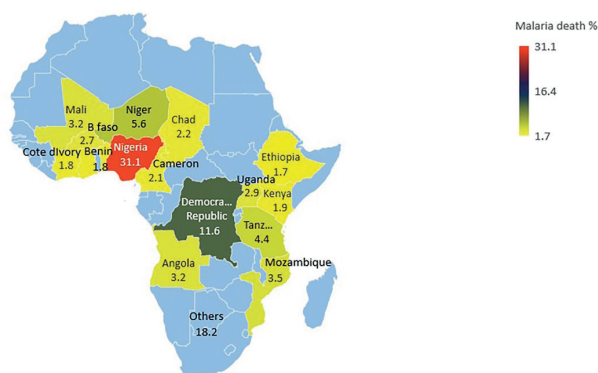 Malaria death %
31.1
16.4
1.7
Mali
3.2
Niger
5.6
Chad
2.2
B faso
2.7
Cote dIvory
1.8
Benin
1.8
Nigeria
31.1
Cameron
2.1
Ethiopia
1.7
Uganda
2.9
Kenya
1.9
Democra...
Republic
11.6
Tanz...
4.4
Angola
3.2
Mozambique
3.5
Others
18.2